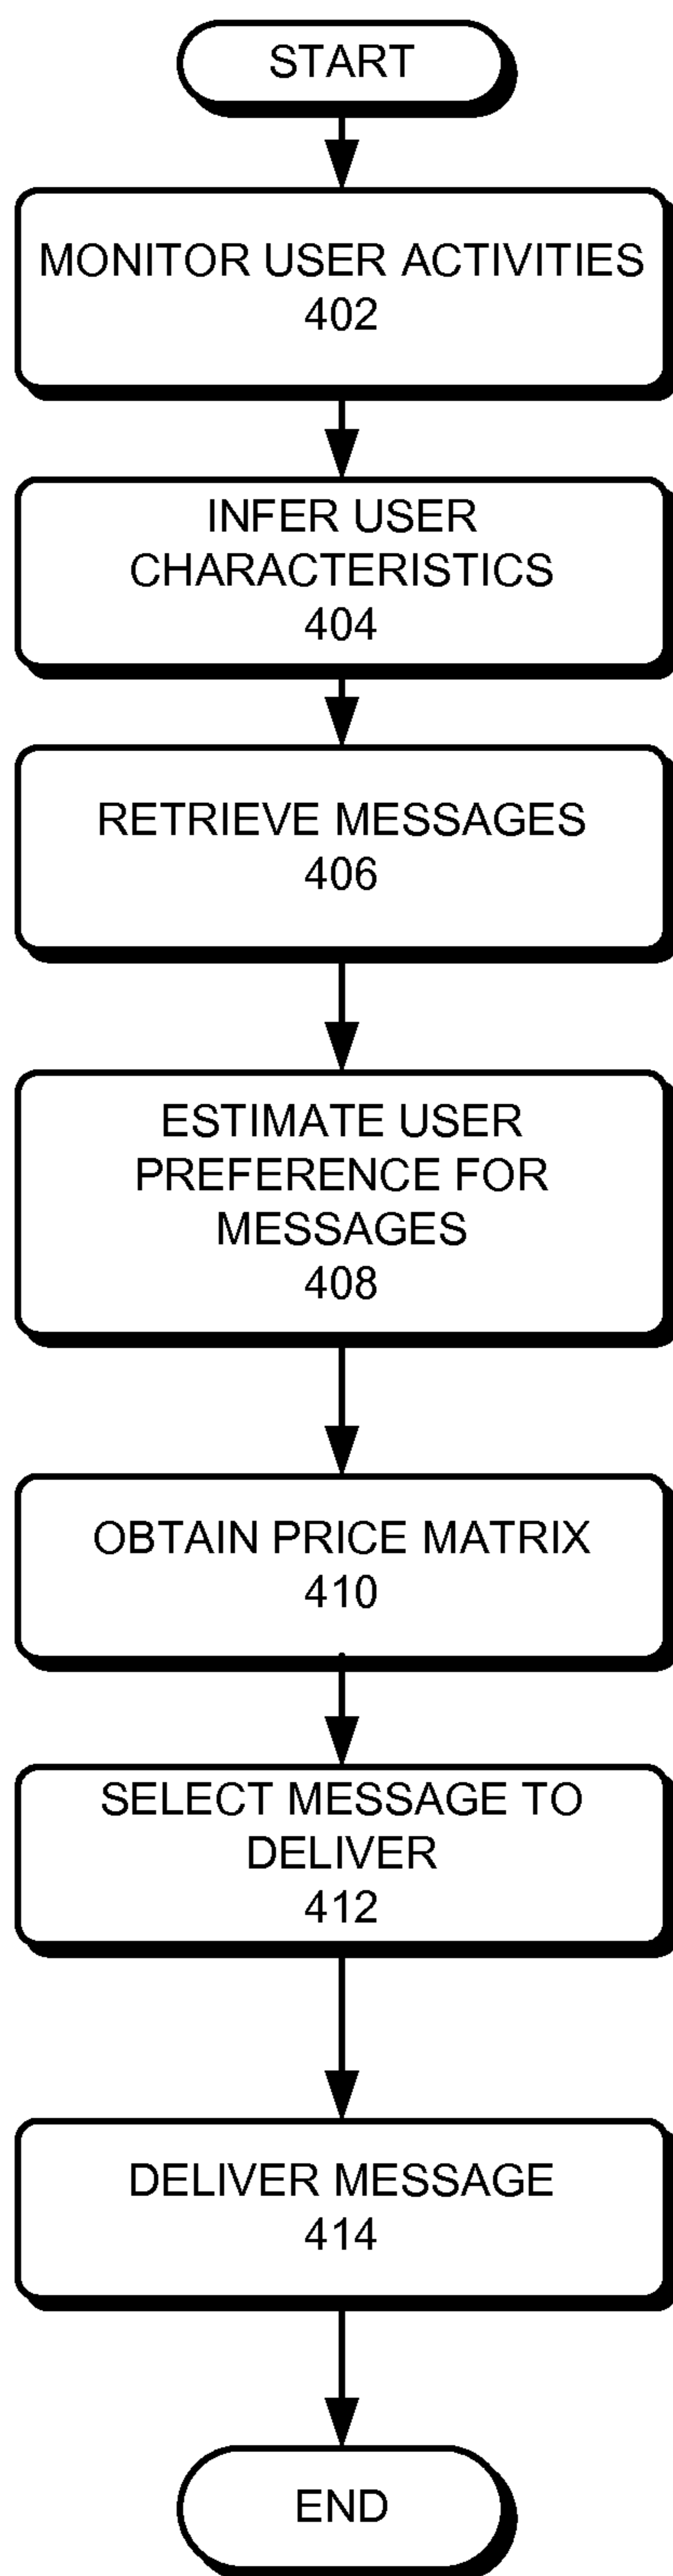 START
MONITOR USER ACTIVITIES
402
INFER USER
CHARACTERISTICS
404
RETRIEVE MESSAGES
406
ESTIMATE USER
PREFERENCE FOR
MESSAGES
408
OBTAIN PRICE MATRIX
410
SELECT MESSAGE TO
DELIVER
412
DELIVER MESSAGE
414
END